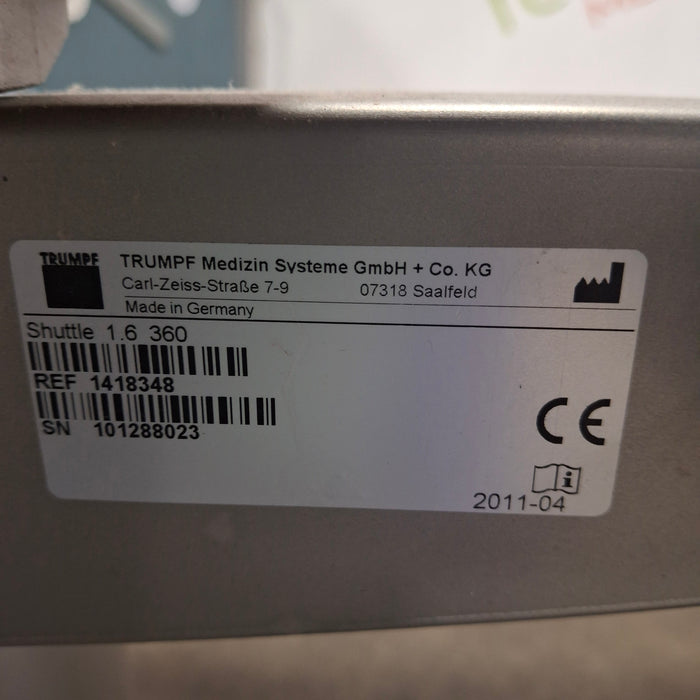 TRUMPF
TRUMPF Medizin Systeme GmbH + Co. KG
Carl-Zeiss-Straße 7-9 07318 Saalfeld
Made in Germany
Shuttle 1.6 360
REF 1418348
SN 101288023
CE
i
2011-04